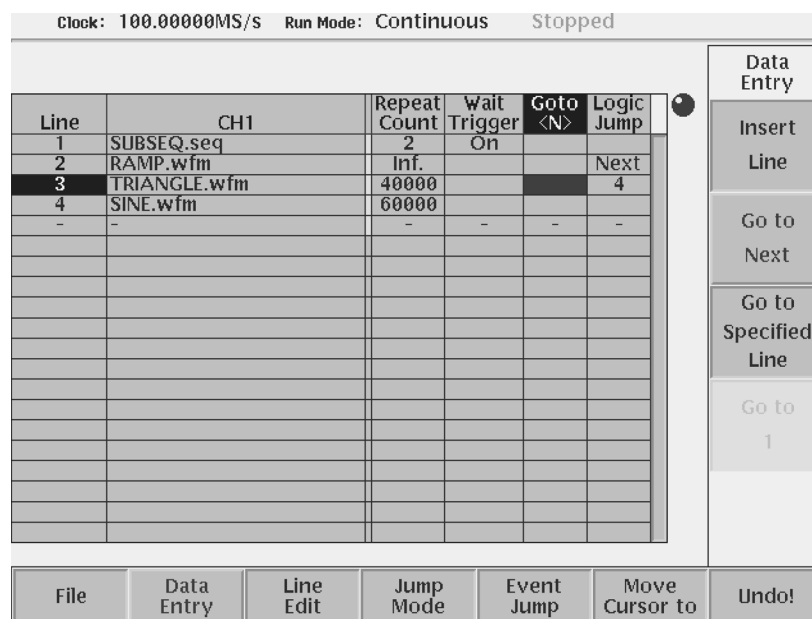 Clock: 100.00000MS/s Run Mode: Continuous Stopped
Data
Entry
Line CH1 Repeat Count Wait Trigger Goto <N> Logic Jump
1 SUBSEQ.seq 2 On
2 RAMP.wfm Inf. Next
3 TRIANGLE.wfm 40000 4
4 SINE.wfm 60000
- - - - - -
Insert
Line
Go to
Next
Go to
Specified
Line
Go to
1
File
Data
Entry
Line
Edit
Jump
Mode
Event
Jump
Move
Cursor to
Undo!